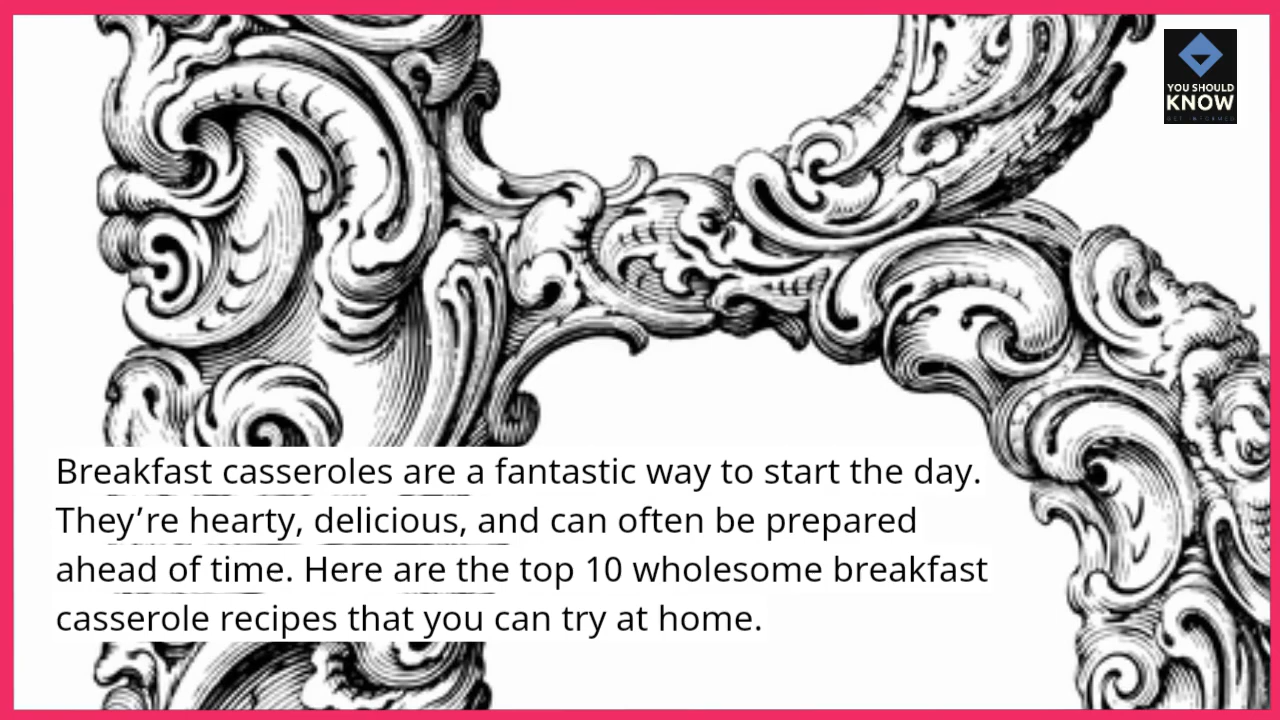 YOU SHOULD
KNOW
GET INFORMED
Breakfast casseroles are a fantastic way to start the day.
They’re hearty, delicious, and can often be prepared
ahead of time. Here are the top 10 wholesome breakfast
casserole recipes that you can try at home.